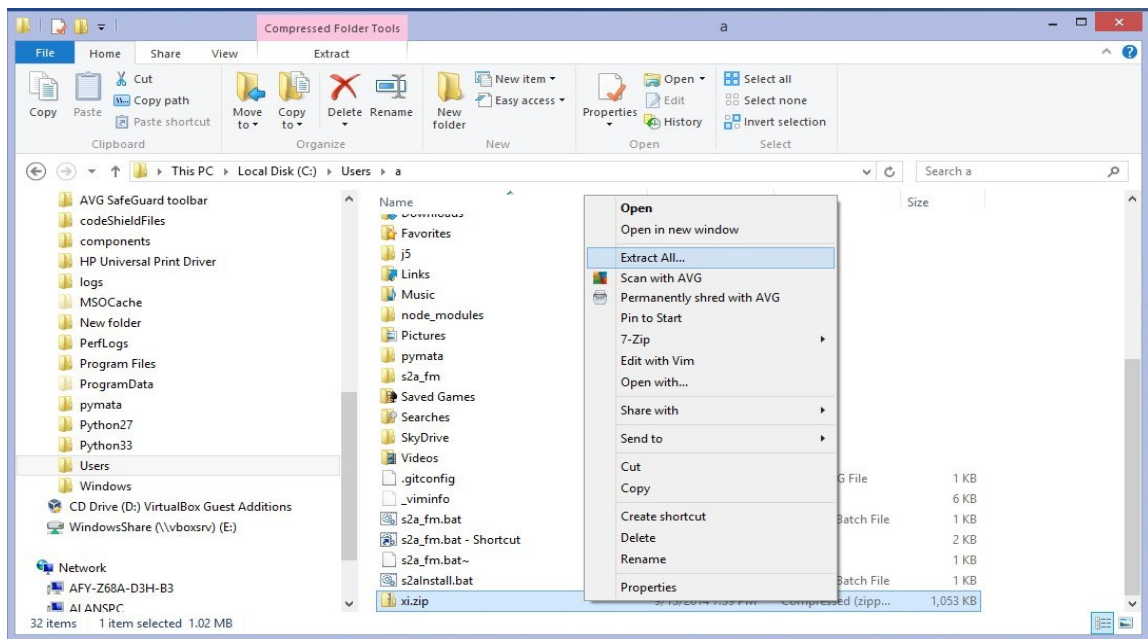 Compressed Folder Tools
a
File Home Share View Extract
Copy
Paste
Cut
Copy path
Paste shortcut
Clipboard
Move to
Copy to
Delete
Rename
Organize
New folder
New item
Easy access
New
Properties
Open
Edit
History
Open
Select all
Select none
Invert selection
Select
This PC Local Disk (C:) Users a
Search a
AVG SafeGuard toolbar
codeShieldFiles
components
HP Universal Print Driver
logs
MSOCache
New folder
PerfLogs
Program Files
ProgramData
pymata
Python27
Python33
Users
Windows
CD Drive (D:) VirtualBox Guest Additions
WindowsShare (\\vboxsrv) (E:)
Network
AFY-Z68A-D3H-B3
ALANSPC
Name Size
Downloads
Favorites
j5
Links
Music
node_modules
Pictures
pymata
s2a_fm
Saved Games
Searches
SkyDrive
Videos
.gitconfig G File 1 KB
_viminfo 6 KB
s2a_fm.bat Batch File 1 KB
s2a_fm.bat - Shortcut 2 KB
s2a_fm.bat~ 1 KB
s2aInstall.bat Batch File 1 KB
xi.zip Compressed (zipp... 1,053 KB
Open
Open in new window
Extract All...
Scan with AVG
Permanently shred with AVG
Pin to Start
7-Zip
Edit with Vim
Open with...
Share with
Send to
Cut
Copy
Create shortcut
Delete
Rename
Properties
32 items 1 item selected 1.02 MB